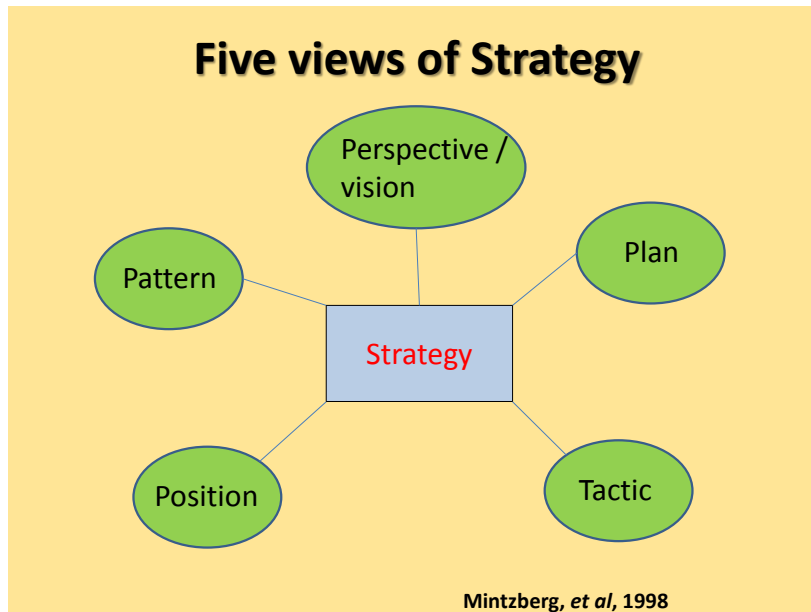 Five views of Strategy
Perspective /
vision
Pattern
Plan
Strategy
Position
Tactic
Mintzberg, et al, 1998